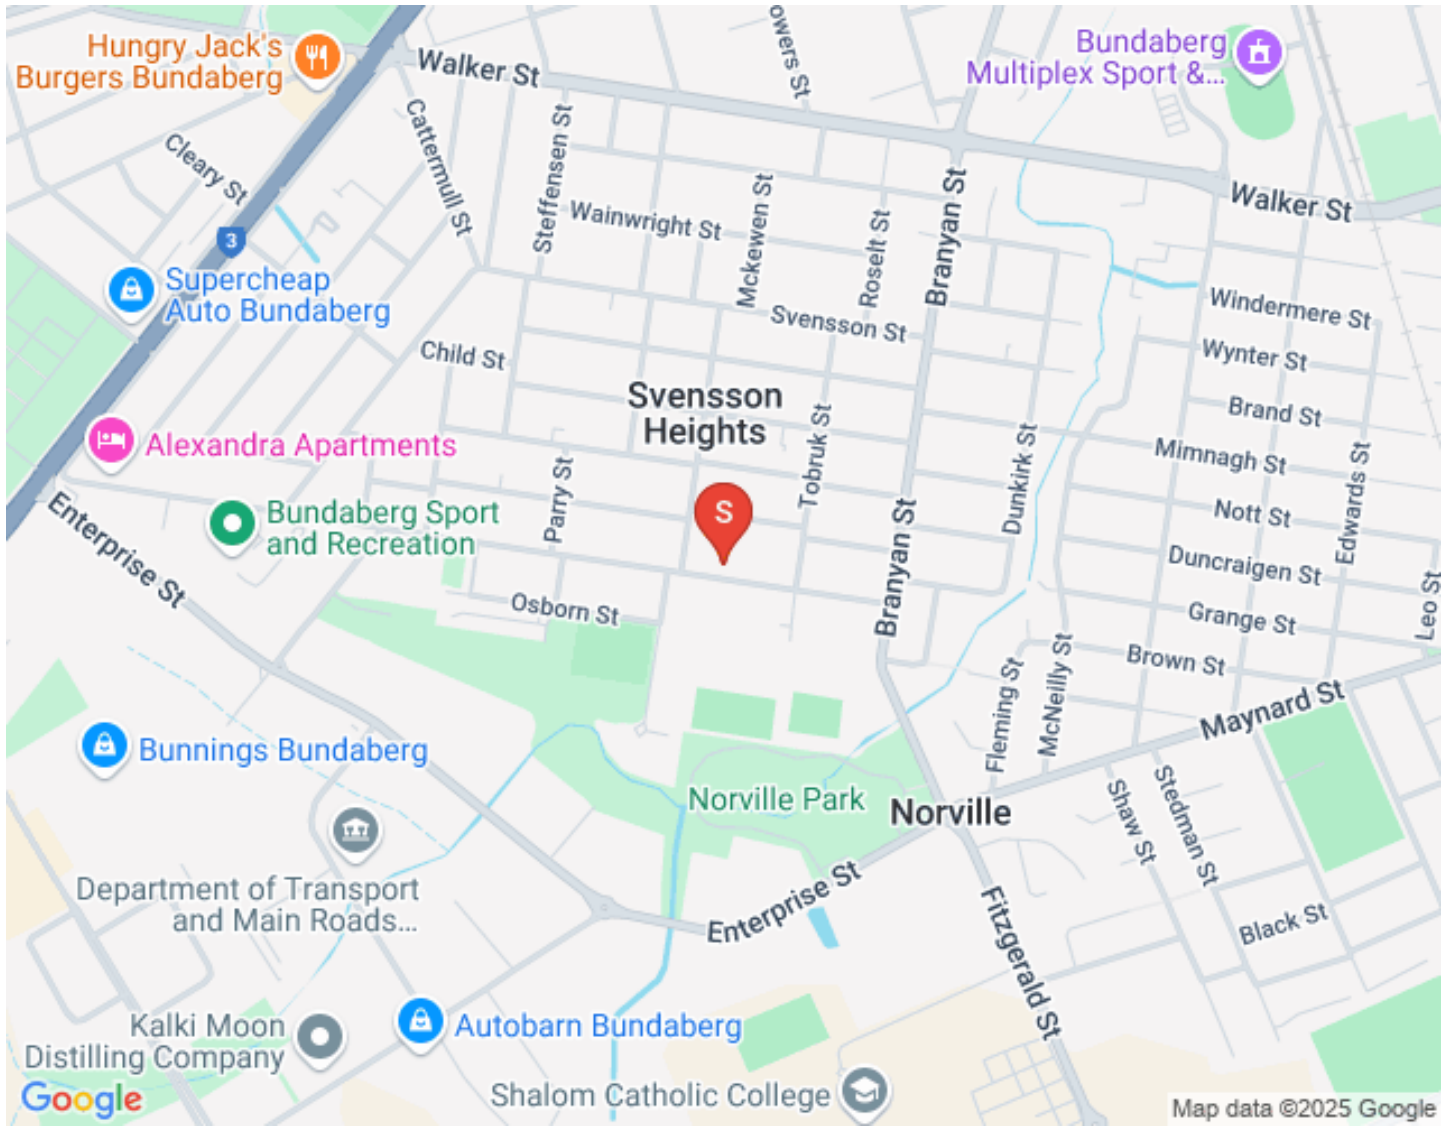 Hungry Jack's
Burgers Bundaberg
Walker St
owers St
Bundaberg
Multiplex Sport &...
Cleary St
Cattermull St
Steffensen St
Wainwright St
Mckewen St
Roselt St
Branyan St
Walker St
3
Supercheap
Auto Bundaberg
Svensson St
Windermere St
Child St
Wynter St
Svensson
Heights
Brand St
Alexandra Apartments
Tobruk St
Dunkirk St
Mimnagh St
Edwards St
Parry St
Enterprise St
Bundaberg Sport
and Recreation
S
Branyan St
Nott St
Duncraigen St
Osborn St
Grange St
Leo St
Brown St
Fleming St
McNeilly St
Maynard St
Bunnings Bundaberg
Norville Park
Norville
Shaw St
Stedman St
Department of Transport
and Main Roads...
Enterprise St
Fitzgerald St
Black St
Kalki Moon
Distilling Company
Autobarn Bundaberg
Shalom Catholic College
Google
Map data ©2025 Google